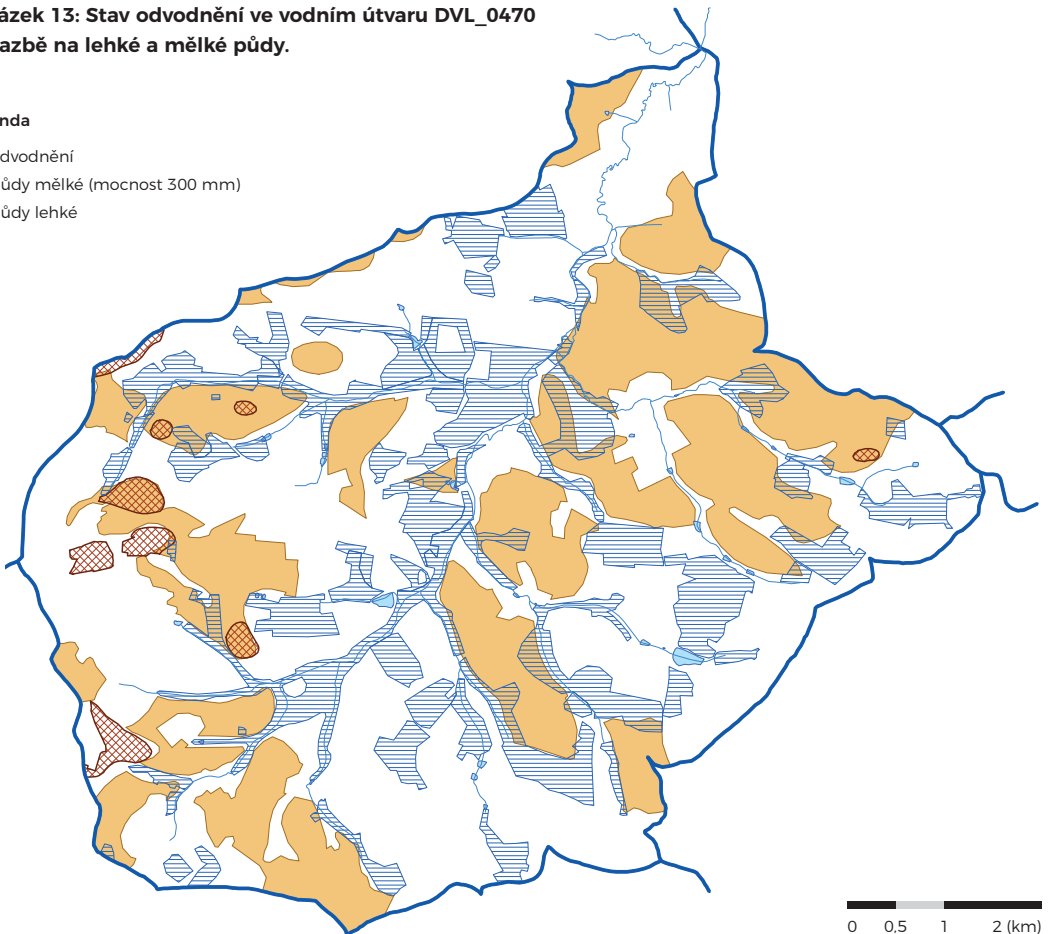 ázek 13: Stav odvodnění ve vodním útvaru DVL_0470
azbě na lehké a mělké půdy.
nda
dvodnění
ůdy mělké (mocnost 300 mm)
ůdy lehké
0 0,5 1 2 (km)